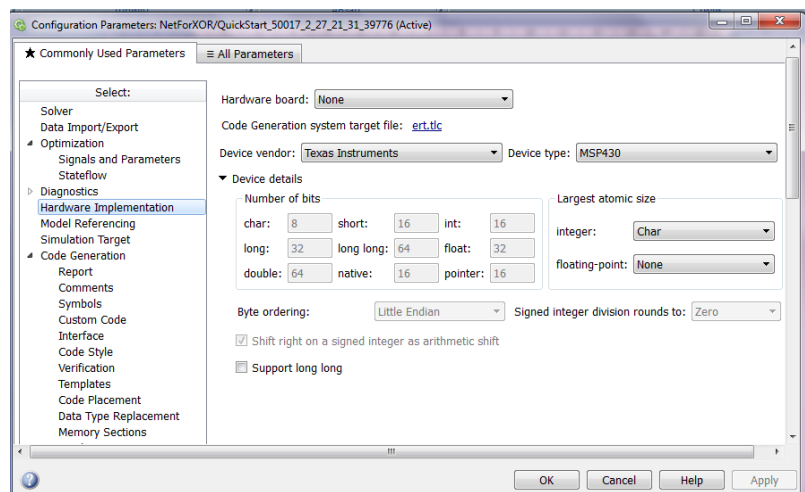 Configuration Parameters: NetForXOR/QuickStart_50017_2_27_21_31_39776 (Active)
★ Commonly Used Parameters
≡ All Parameters
Select:
Solver
Data Import/Export
Optimization
Signals and Parameters
Stateflow
Diagnostics
Hardware Implementation
Model Referencing
Simulation Target
Code Generation
Report
Comments
Symbols
Custom Code
Interface
Code Style
Verification
Templates
Code Placement
Data Type Replacement
Memory Sections
Hardware board: None
Code Generation system target file: ert.tlc
Device vendor: Texas Instruments Device type: MSP430
Device details
Number of bits
char: 8 short: 16 int: 16
long: 32 long long: 64 float: 32
double: 64 native: 16 pointer: 16
Largest atomic size
integer: Char
floating-point: None
Byte ordering: Little Endian Signed integer division rounds to: Zero
Shift right on a signed integer as arithmetic shift
Support long long
OK Cancel Help Apply